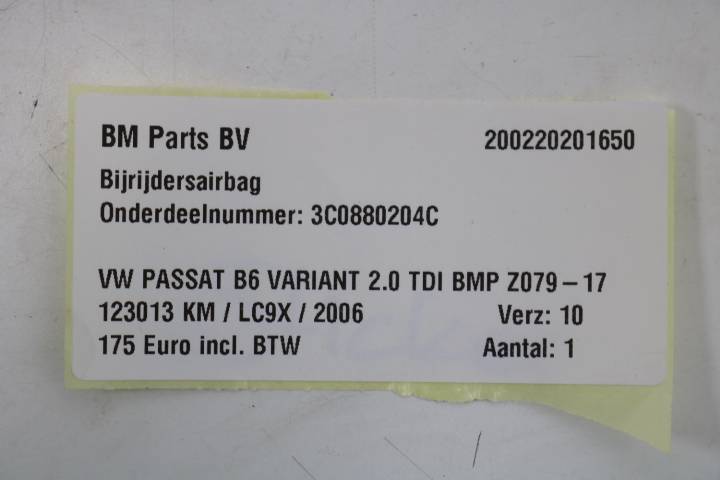 BM Parts BV 200220201650
Bijrijdersairbag
Onderdeelnummer: 3C0880204C
VW PASSAT B6 VARIANT 2.0 TDI BMP Z079-17
123013 KM / LC9X / 2006 Verz: 10
175 Euro incl. BTW Aantal: 1